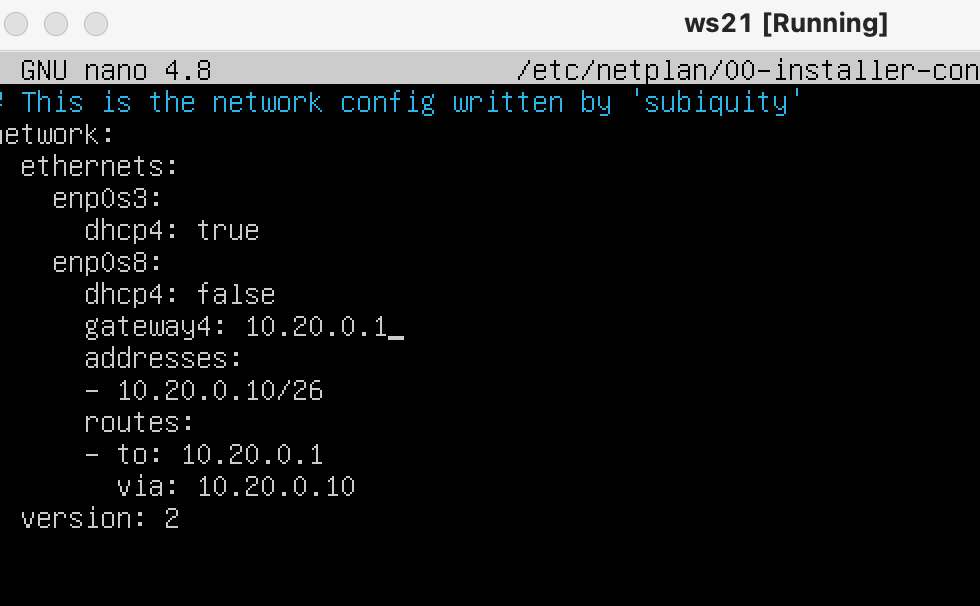 ws21 [Running]
GNU nano 4.8 /etc/netplan/00-installer-con
# This is the network config written by 'subiquity'
network:
  ethernets:
    enp0s3:
      dhcp4: true
    enp0s8:
      dhcp4: false
      gateway4: 10.20.0.1_
      addresses:
      - 10.20.0.10/26
      routes:
      - to: 10.20.0.1
        via: 10.20.0.10
  version: 2